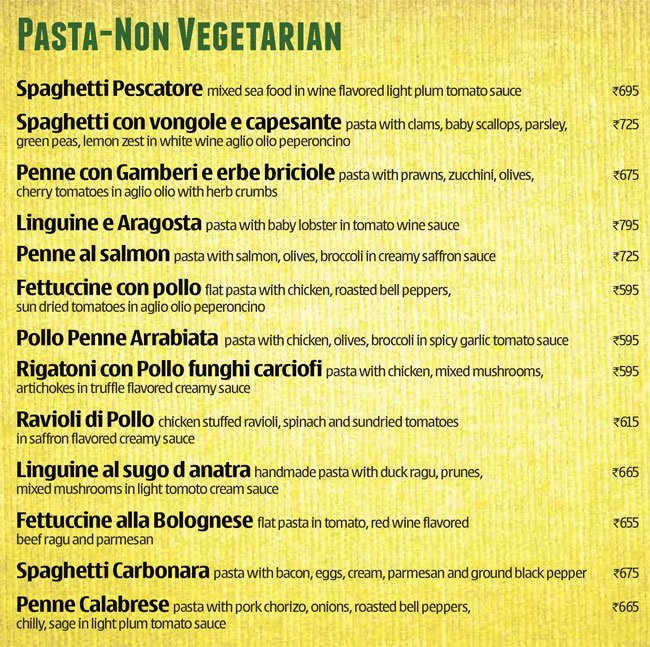 PASTA-NON VEGETARIAN
Spaghetti Pescatore mixed sea food in wine flavored light plum tomato sauce ₹695
Spaghetti con vongole e capesante pasta with clams, baby scallops, parsley, ₹725
green peas, lemon zest in white wine aglio olio peperoncino
Penne con Gamberi e erbe briciole pasta with prawns, zucchini, olives, ₹675
cherry tomatoes in aglio olio with herb crumbs
Linguine e Aragosta pasta with baby lobster in tomato wine sauce ₹795
Penne al salmon pasta with salmon, olives, broccoli in creamy saffron sauce ₹725
Fettuccine con pollo flat pasta with chicken, roasted bell peppers, ₹595
sun dried tomatoes in aglio olio peperoncino
Pollo Penne Arrabiata pasta with chicken, olives, broccoli in spicy garlic tomato sauce ₹595
Rigatoni con Pollo funghi carciofi pasta with chicken, mixed mushrooms, ₹595
artichokes in truffle flavored creamy sauce
Ravioli di Pollo chicken stuffed ravioli, spinach and sundried tomatoes ₹615
in saffron flavored creamy sauce
Linguine al sugo d anatra handmade pasta with duck ragu, prunes, ₹665
mixed mushrooms in light tomoto cream sauce
Fettuccine alla Bolognese flat pasta in tomato, red wine flavored ₹655
beef ragu and parmesan
Spaghetti Carbonara pasta with bacon, eggs, cream, parmesan and ground black pepper ₹675
Penne Calabrese pasta with pork chorizo, onions, roasted bell peppers, ₹665
chilly, sage in light plum tomato sauce